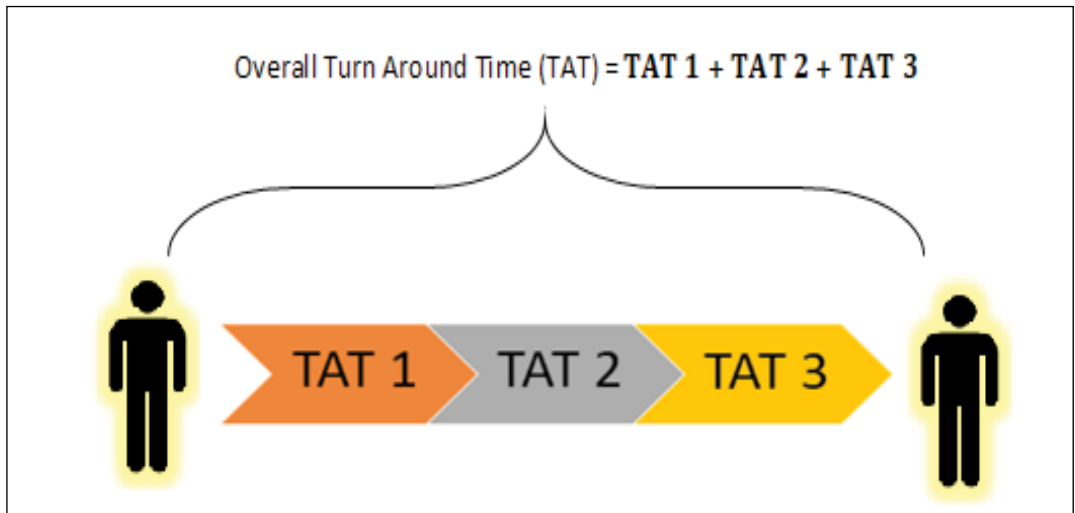 Overall Turn Around Time (TAT) = TAT 1 + TAT 2 + TAT 3
TAT 1 TAT 2 TAT 3